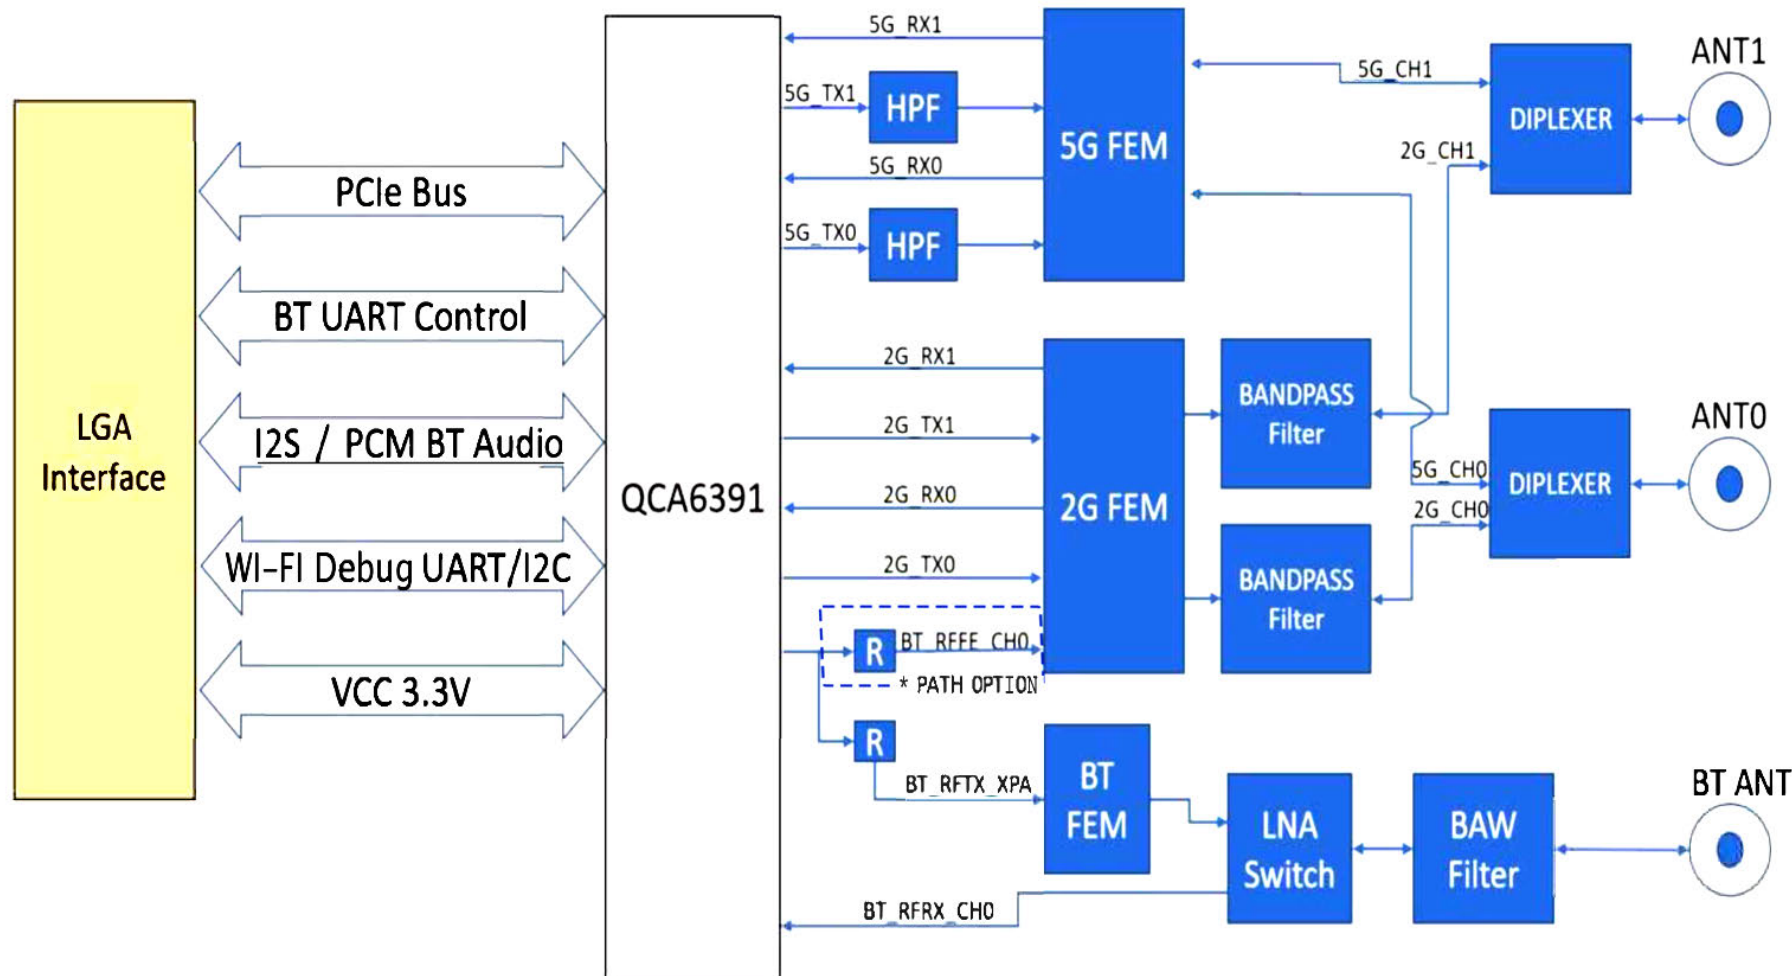 LGA
Interface
PCIe Bus
BT UART Control
I2S / PCM BT Audio
WI-FI Debug UART/I2C
VCC 3.3V
QCA6391
5G_RX1
5G_TX1
HPF
5G_RX0
5G_TX0
HPF
5G FEM
2G_RX1
2G_TX1
2G_RX0
2G_TX0
2G FEM
R
BT_RFFE_CH0
* PATH OPTION
R
BT_RFTX_XPA
BT_RFRX_CH0
BT
FEM
BANDPASS
Filter
BANDPASS
Filter
LNA
Switch
BAW
Filter
5G_CH1
2G_CH1
DIPLEXER
ANT1
5G_CH0
2G_CH0
DIPLEXER
ANT0
BT ANT